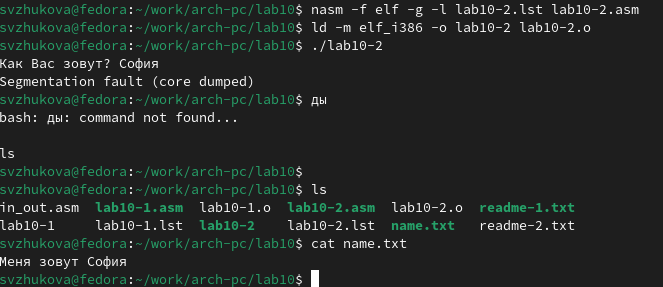 svzhukova@fedora:~/work/arch-pc/lab10$ nasm -f elf -g -l lab10-2.lst lab10-2.asm
svzhukova@fedora:~/work/arch-pc/lab10$ ld -m elf_i386 -o lab10-2 lab10-2.o
svzhukova@fedora:~/work/arch-pc/lab10$ ./lab10-2
Как Вас зовут? София
Segmentation fault (core dumped)
svzhukova@fedora:~/work/arch-pc/lab10$ ды
bash: ды: command not found...
ls
svzhukova@fedora:~/work/arch-pc/lab10$
svzhukova@fedora:~/work/arch-pc/lab10$ ls
in_out.asm lab10-1.asm lab10-1.o lab10-2.asm lab10-2.o readme-1.txt
lab10-1 lab10-1.lst lab10-2 lab10-2.lst name.txt readme-2.txt
svzhukova@fedora:~/work/arch-pc/lab10$ cat name.txt
Меня зовут София
svzhukova@fedora:~/work/arch-pc/lab10$